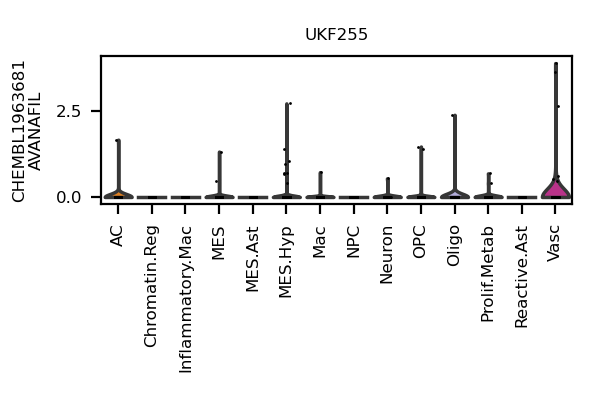 UKF255
CHEMBL1963681
AVANAFIL
2.5
0.0
AC
Chromatin.Reg
Inflammatory.Mac
MES
MES.Ast
MES.Hyp
Mac
NPC
Neuron
OPC
Oligo
Prolif.Metab
Reactive.Ast
Vasc